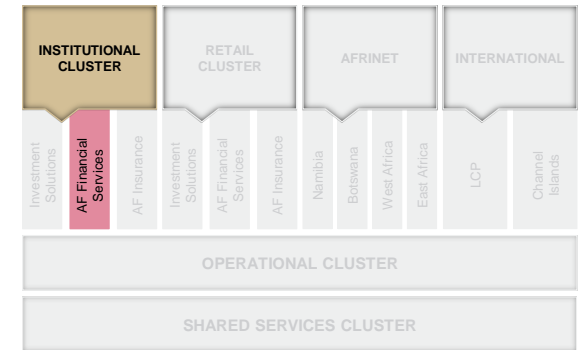 INSTITUTIONAL
CLUSTER
RETAIL
CLUSTER
AFRINET
INTERNATIONAL
Investment
Solutions
AF Financial
Services
AF Insurance
Investment
Solutions
AF Financial
Services
AF Insurance
Namibia
Botswana
West Africa
East Africa
LCP
Channel
Islands
OPERATIONAL CLUSTER
SHARED SERVICES CLUSTER